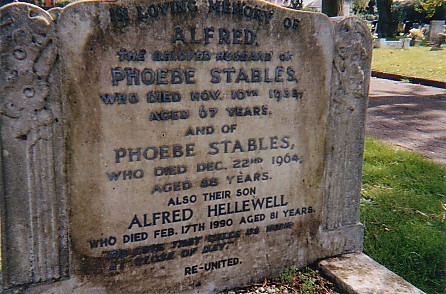 IN LOVING MEMORY OF
ALFRED,
THE BELOVED HUSBAND OF
PHOEBE STABLES,
WHO DIED NOV. 10TH
AGED 67 YEARS.
AND OF
PHOEBE STABLES,
WHO DIED DEC. 22ND 1964,
AGED 88 YEARS.
ALSO THEIR SON
ALFRED HELLEWELL
WHO DIED FEB. 17TH 1990 AGED 81 YEARS.
RE-UNITED.